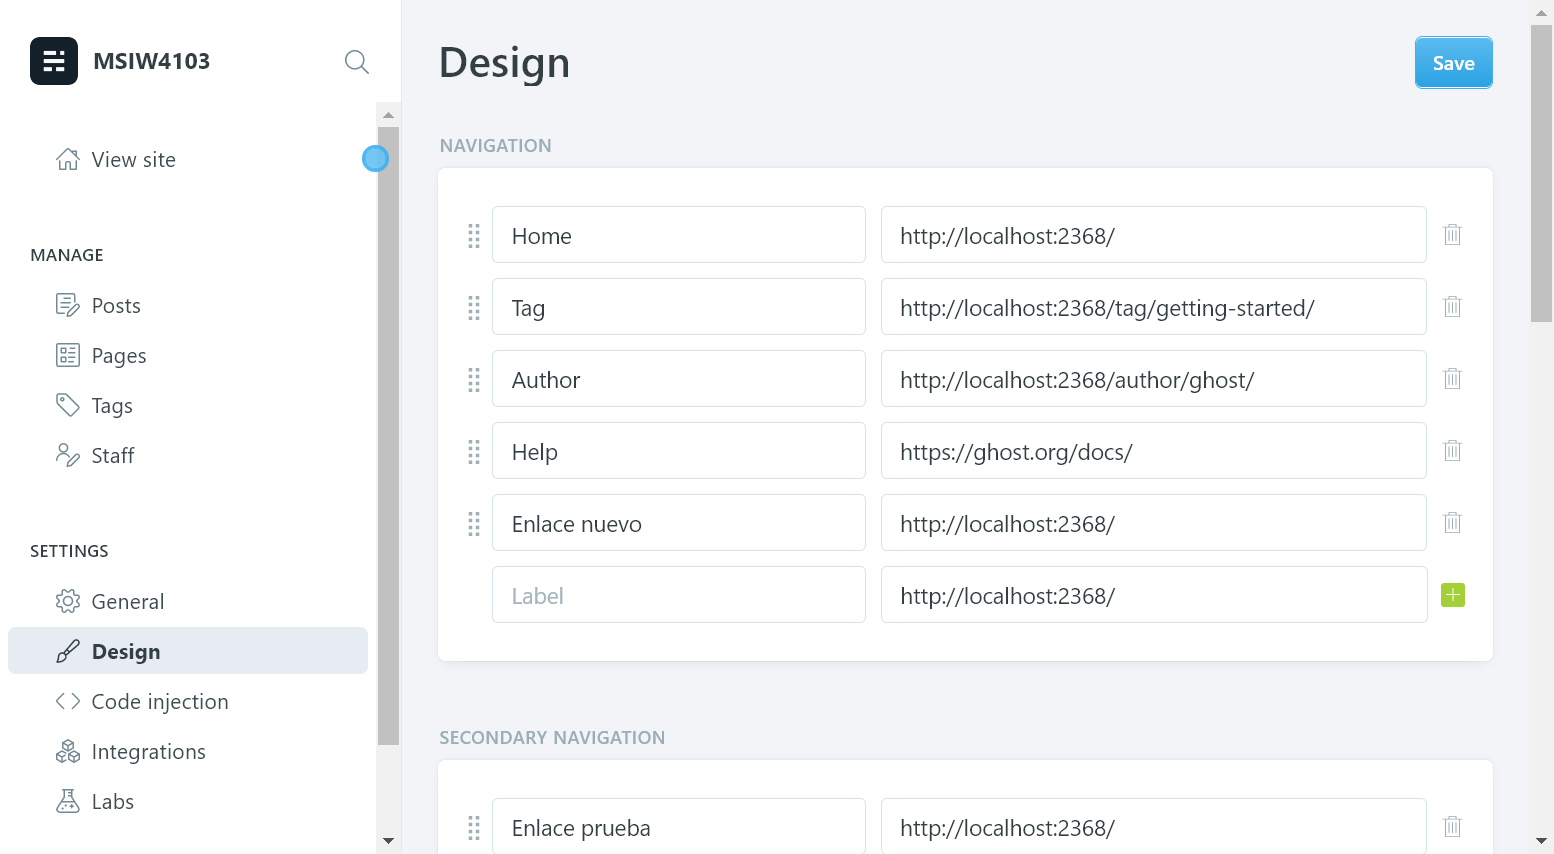 MSIW4103
View site
MANAGE
Posts
Pages
Tags
Staff
SETTINGS
General
Design
Code injection
Integrations
Labs
Design
Save
NAVIGATION
Home http://localhost:2368/
Tag http://localhost:2368/tag/getting-started/
Author http://localhost:2368/author/ghost/
Help https://ghost.org/docs/
Enlace nuevo http://localhost:2368/
Label http://localhost:2368/
SECONDARY NAVIGATION
Enlace prueba http://localhost:2368/